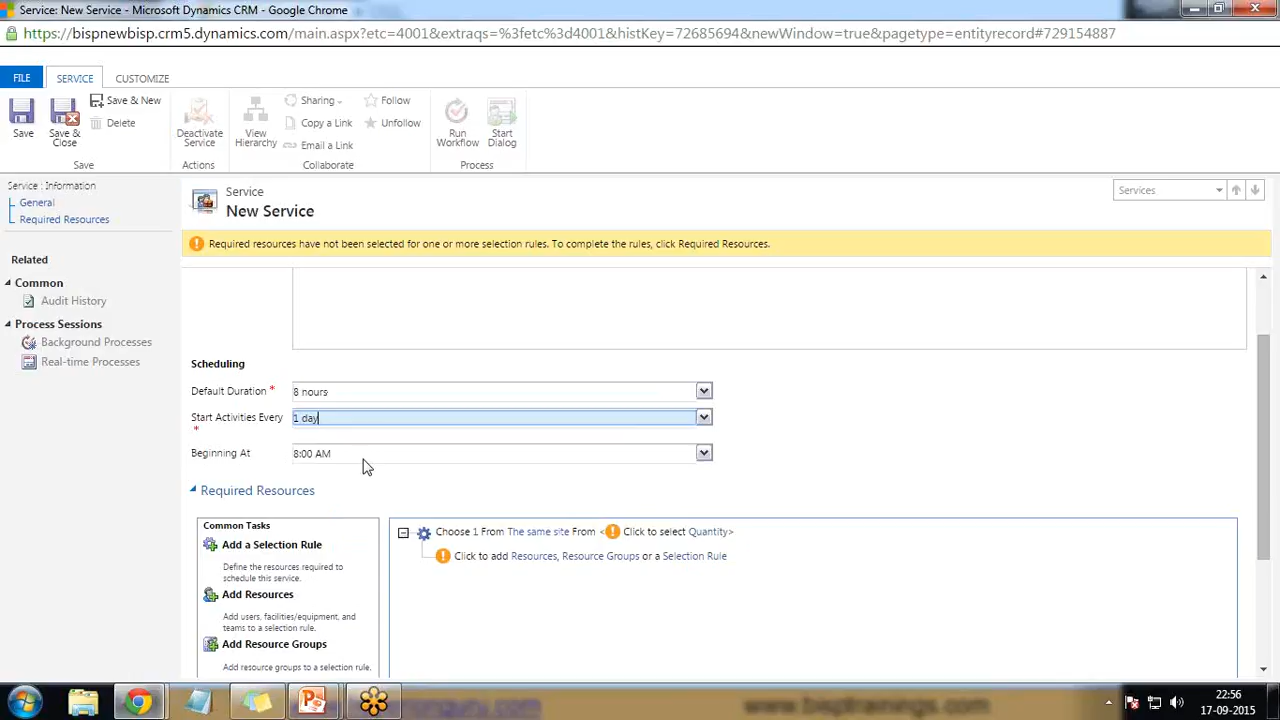 Service: New Service - Microsoft Dynamics CRM - Google Chrome
https://bispnewbisp.crm5.dynamics.com/main.aspx?etc=4001&extraqs=%3fetc%3d4001&histKey=72685694&newWindow=true&pagetype=entityrecord#729154887
FILE SERVICE CUSTOMIZE
Save
Save & Close
Save & New
Delete
Save
Deactivate Service
Actions
View Hierarchy
Sharing
Copy a Link
Email a Link
Follow
Unfollow
Collaborate
Run Workflow
Start Dialog
Process
Service : Information
General
Required Resources
Related
Common
Audit History
Process Sessions
Background Processes
Real-time Processes
Service
New Service
Services
Required resources have not been selected for one or more selection rules. To complete the rules, click Required Resources.
Scheduling
Default Duration * 8 hours
Start Activities Every * 1 day
Beginning At 8:00 AM
Required Resources
Common Tasks
Add a Selection Rule
Define the resources required to
schedule this service.
Add Resources
Add users, facilities/equipment, and
teams to a selection rule.
Add Resource Groups
Add resource groups to a selection rule.
Choose 1 From The same site From < Click to select Quantity>
Click to add Resources, Resource Groups or a Selection Rule
www.bisptrainings.com
22:56
17-09-2015